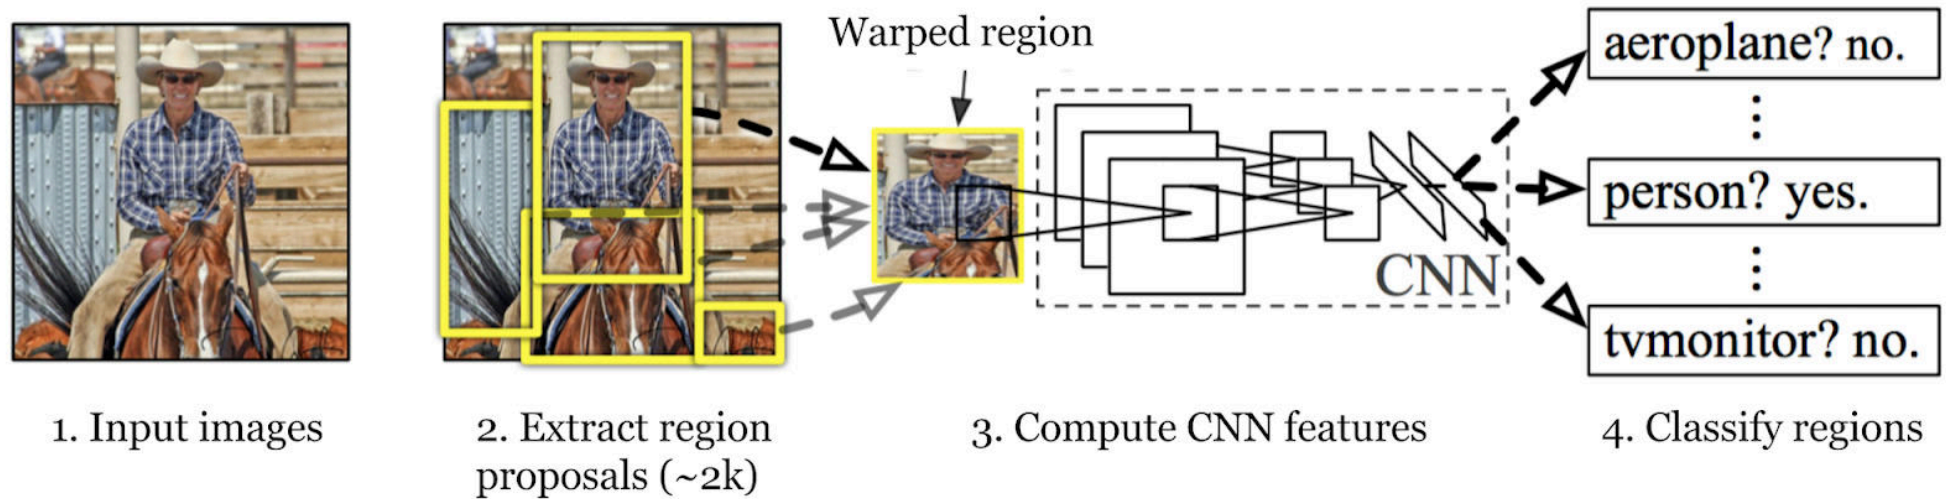 Warped region
aeroplane? no.
person? yes.
CNN
tvmonitor? no.
1. Input images
2. Extract region
proposals (~2k)
3. Compute CNN features
4. Classify regions